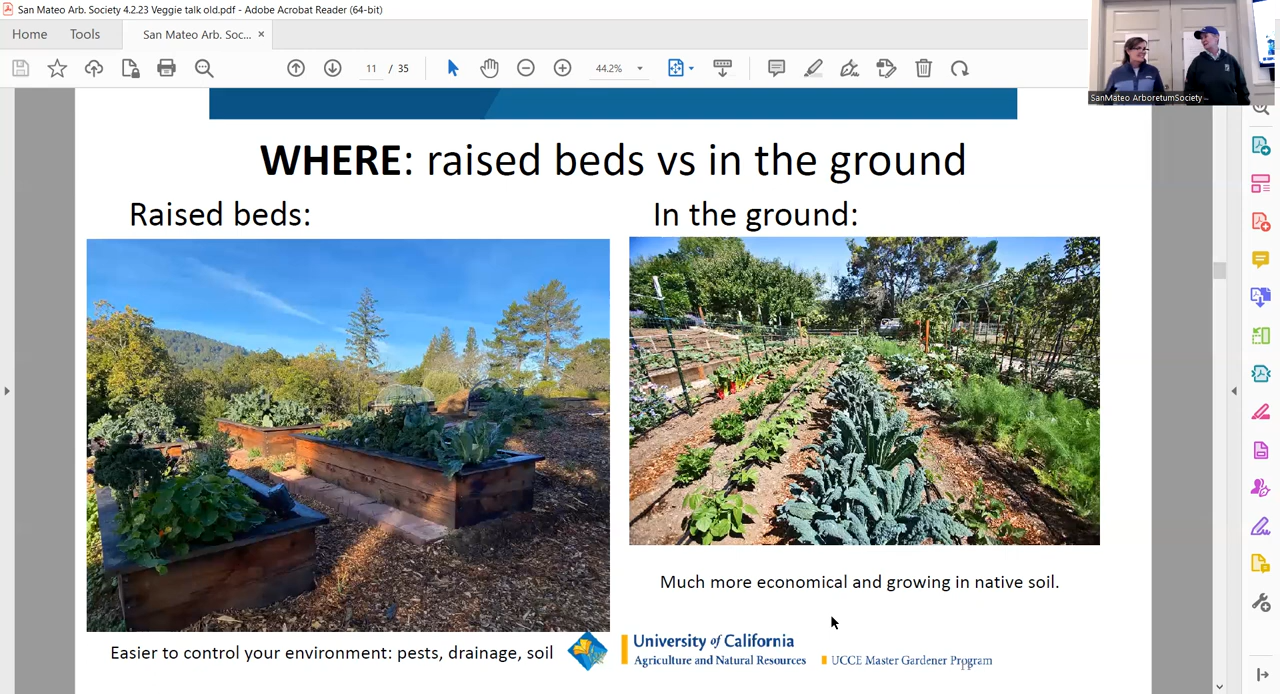 San Mateo Arb. Society 4.2.23 Veggie talk old.pdf - Adobe Acrobat Reader (64-bit)
Home Tools San Mateo Arb. Soc... ×
11 / 35 44.2%
SanMateo ArboretumSociety
WHERE: raised beds vs in the ground
Raised beds:
In the ground:
Much more economical and growing in native soil.
Easier to control your environment: pests, drainage, soil
University of California
Agriculture and Natural Resources
UCCE Master Gardener Program